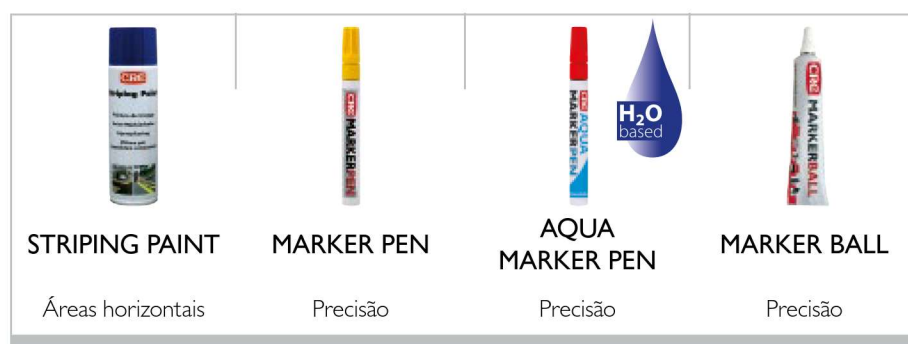 CRC
Striping Paint
CRC MARKER PEN
CRC AQUA
MARKER PEN
H₂O
based
CRC MARKERBALL
STRIPING PAINT
MARKER PEN
AQUA
MARKER PEN
MARKER BALL
Áreas horizontais
Precisão
Precisão
Precisão